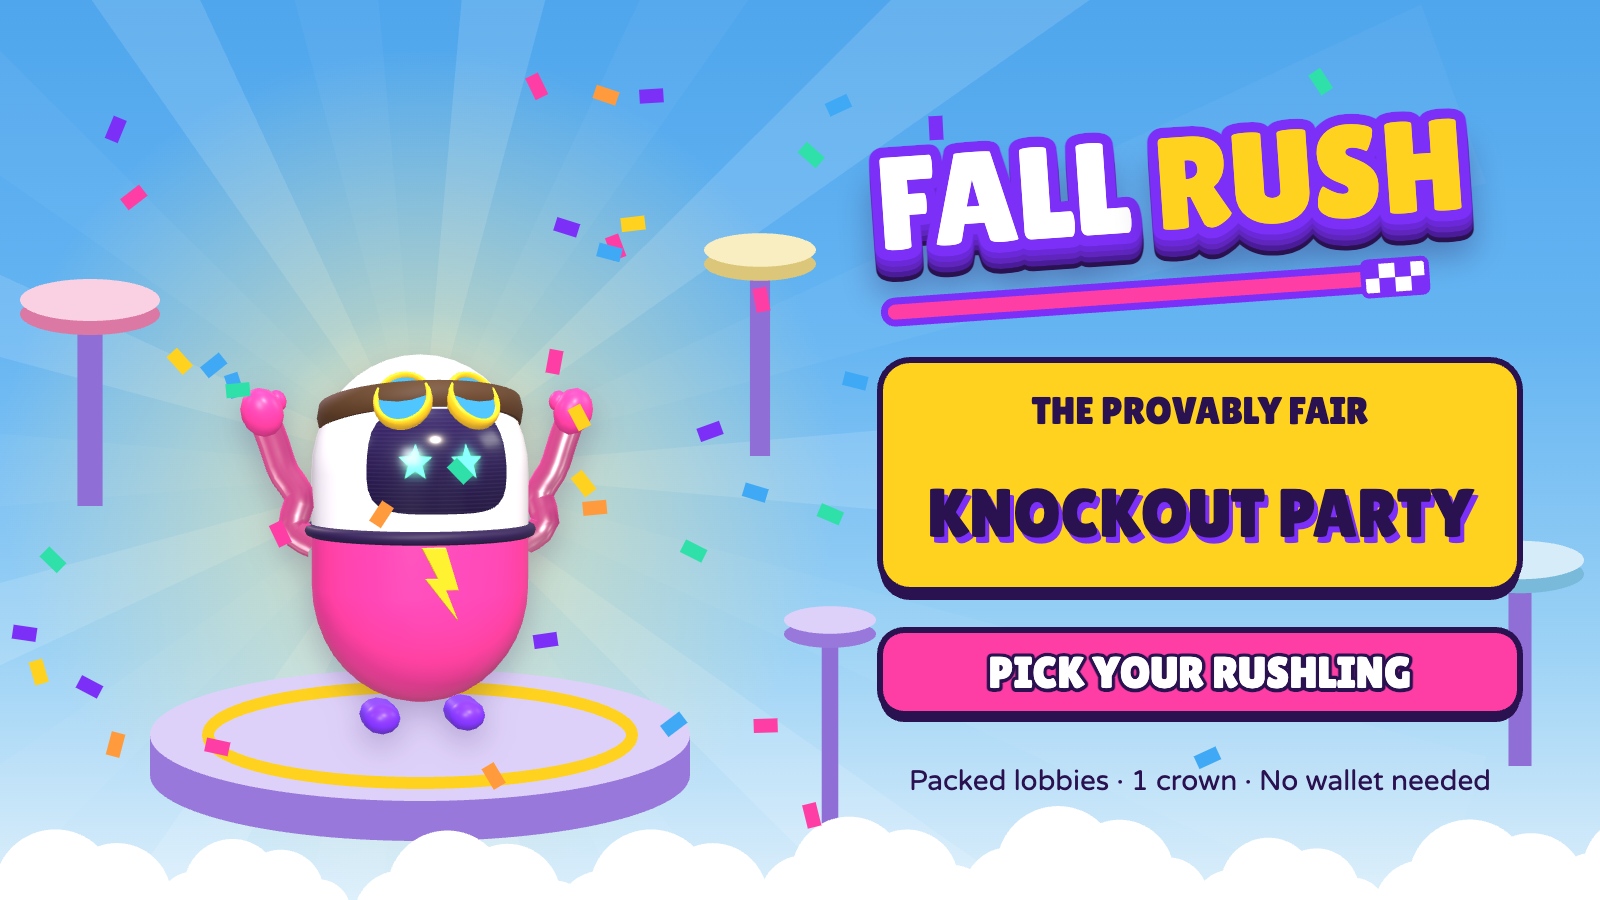 FALL RUSH
THE PROVABLY FAIR
KNOCKOUT PARTY
PICK YOUR RUSHLING
Packed lobbies · 1 crown · No wallet needed